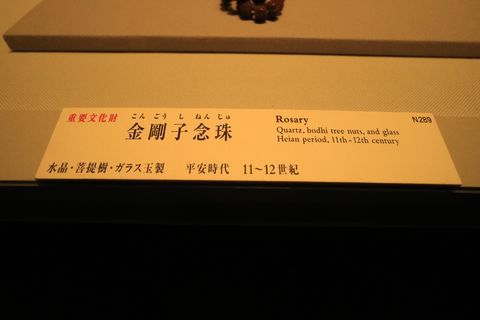 重要文化財
こんごうしねんじゅ
金剛子念珠
水晶・菩提樹・ガラス玉製 平安時代 11～12世紀
Rosary
Quartz, bodhi tree nuts, and glass
Heian period, 11th-12th century
N289